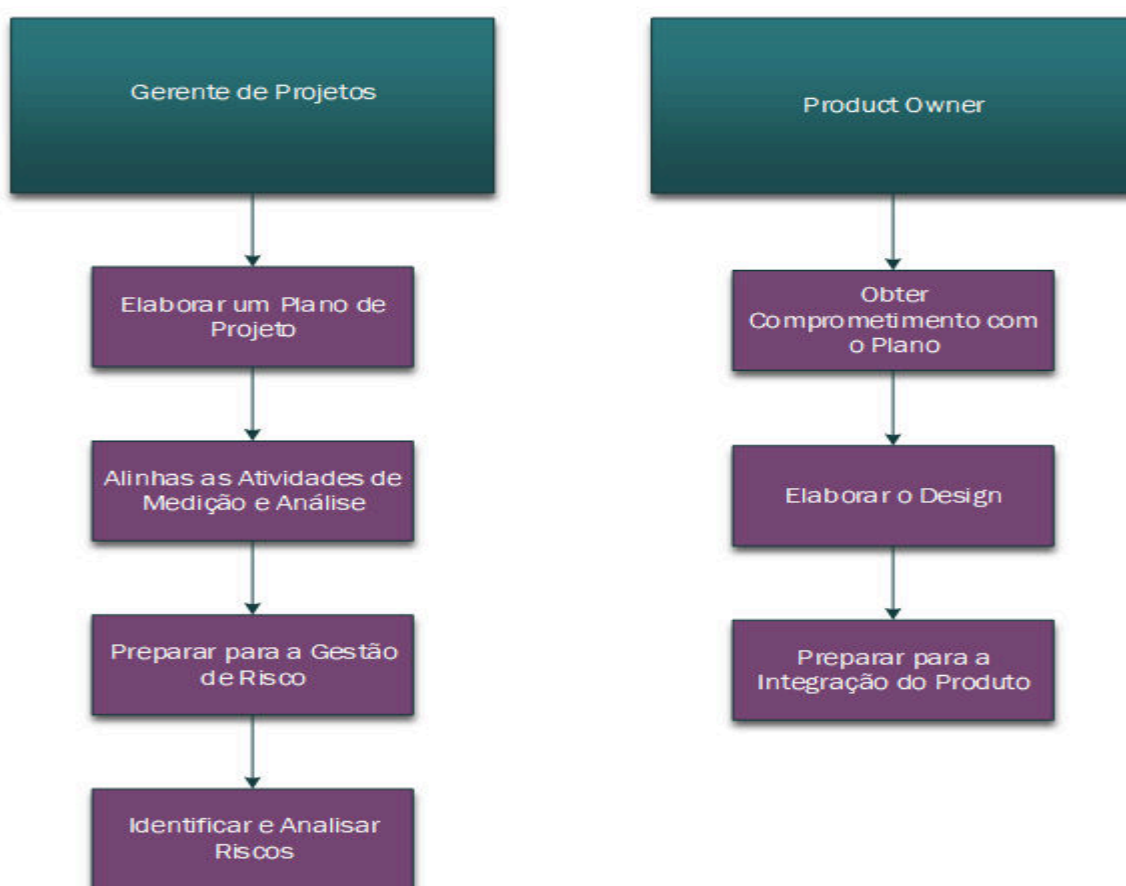 Gerente de Projetos
Elaborar um Plano de
Projeto
Alinhas as Atividades de
Medição e Análise
Preparar para a Gestão
de Risco
Identificar e Analisar
Riscos
Product Owner
Obter
Comprometimento com
o Plano
Elaborar o Design
Preparar para a
Integração do Produto